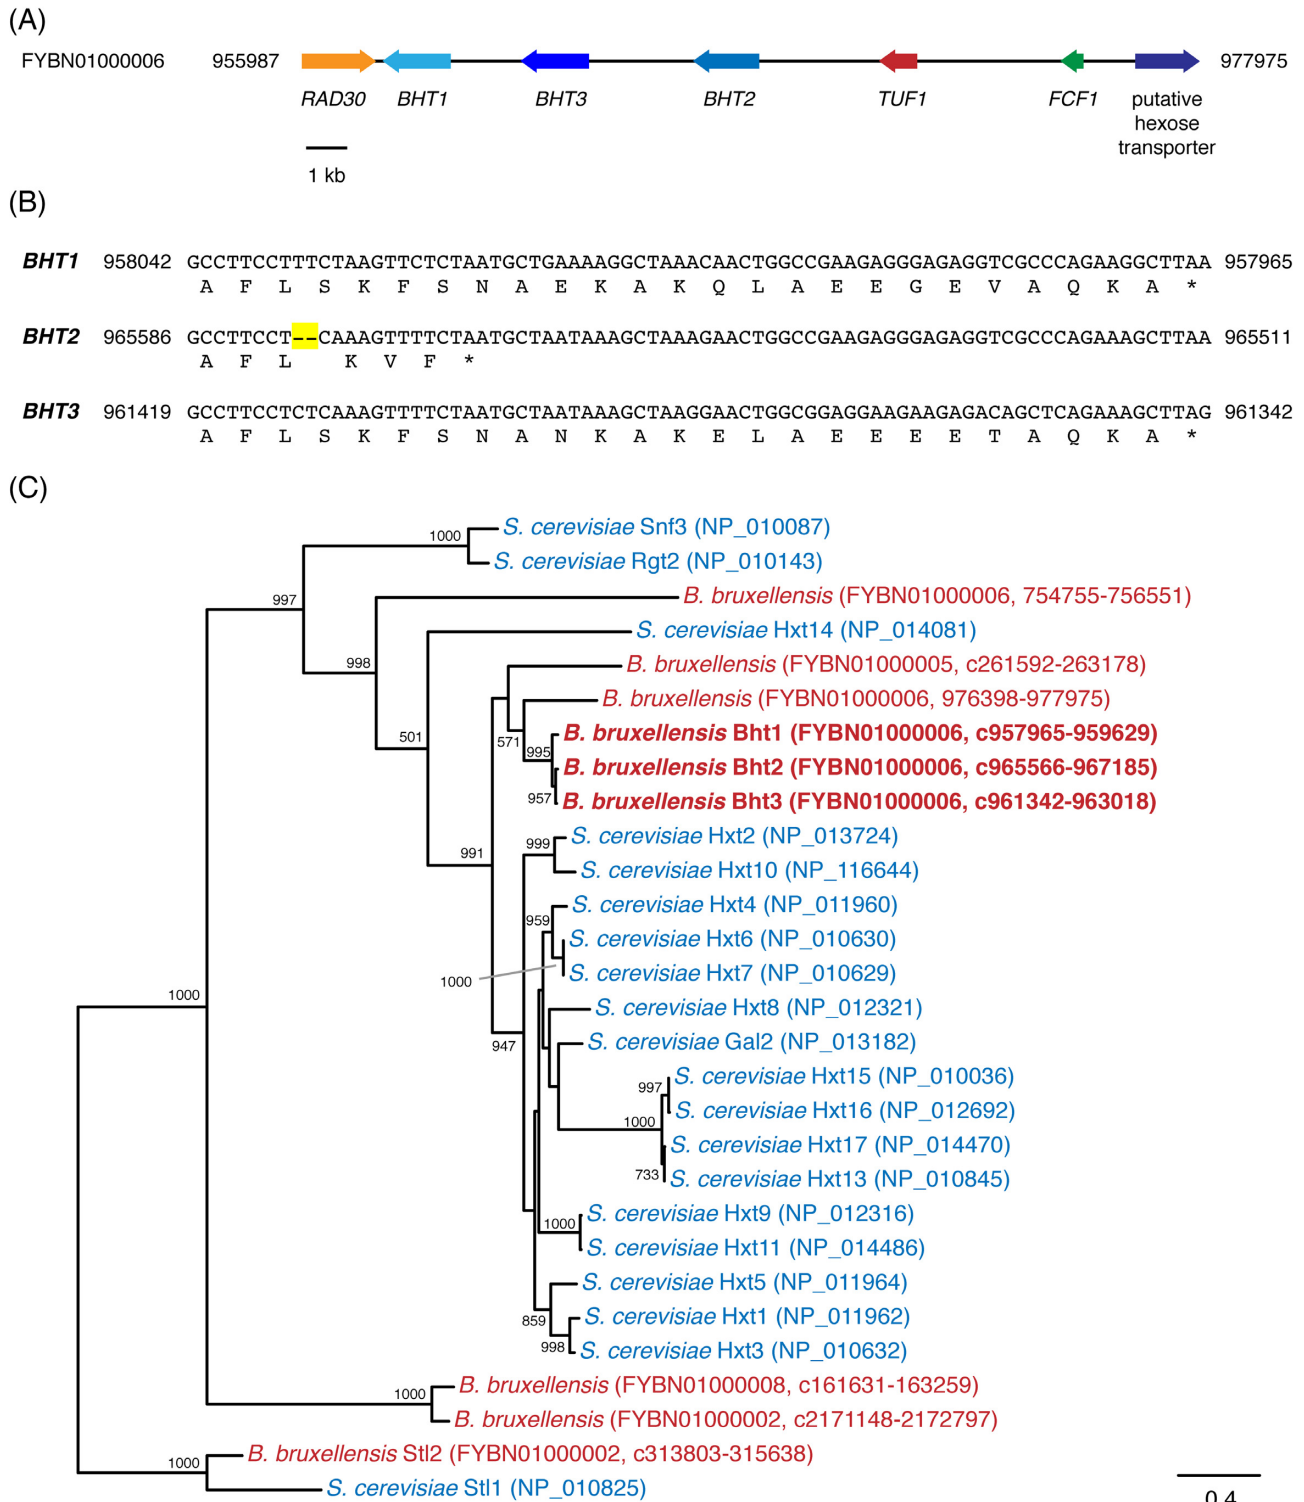 (A)
FYBN01000006 955987 977975
RAD30 BHT1 BHT3 BHT2 TUF1 FCF1 putative
hexose
transporter
1 kb
(B)
BHT1 958042 GCCTTCCTTTCTAAGTTCTCTAATGCTGAAAAGGCTAAACAACTGGCCGAAGAGGGAGAGGTCGCCCAGAAGGCTTAA 957965
A F L S K F S N A E K A K Q L A E E G E V A Q K A *
BHT2 965586 GCCTTCCT--CAAAGTTTTCTAATGCTAATAAAGCTAAAGAACTGGCCGAAGAGGGAGAGGTCGCCCAGAAAGCTTAA 965511
A F L K V F *
BHT3 961419 GCCTTCCTCTCAAAGTTTTCTAATGCTAATAAAGCTAAGGAACTGGCGGAGGAAGAAGAGACAGCTCAGAAAGCTTAG 961342
A F L S K F S N A N K A K E L A E E E E T A Q K A *
(C)
1000 S. cerevisiae Snf3 (NP_010087)
S. cerevisiae Rgt2 (NP_010143)
997 B. bruxellensis (FYBN01000006, 754755-756551)
S. cerevisiae Hxt14 (NP_014081)
998 B. bruxellensis (FYBN01000005, c261592-263178)
B. bruxellensis (FYBN01000006, 976398-977975)
501 571 995 B. bruxellensis Bht1 (FYBN01000006, c957965-959629)
B. bruxellensis Bht2 (FYBN01000006, c965566-967185)
957 B. bruxellensis Bht3 (FYBN01000006, c961342-963018)
999 S. cerevisiae Hxt2 (NP_013724)
991 S. cerevisiae Hxt10 (NP_116644)
959 S. cerevisiae Hxt4 (NP_011960)
S. cerevisiae Hxt6 (NP_010630)
1000 S. cerevisiae Hxt7 (NP_010629)
1000 S. cerevisiae Hxt8 (NP_012321)
947 S. cerevisiae Gal2 (NP_013182)
997 S. cerevisiae Hxt15 (NP_010036)
1000 S. cerevisiae Hxt16 (NP_012692)
S. cerevisiae Hxt17 (NP_014470)
733 S. cerevisiae Hxt13 (NP_010845)
1000 S. cerevisiae Hxt9 (NP_012316)
S. cerevisiae Hxt11 (NP_014486)
S. cerevisiae Hxt5 (NP_011964)
859 S. cerevisiae Hxt1 (NP_011962)
998 S. cerevisiae Hxt3 (NP_010632)
1000 B. bruxellensis (FYBN01000008, c161631-163259)
B. bruxellensis (FYBN01000002, c2171148-2172797)
1000 B. bruxellensis Stl2 (FYBN01000002, c313803-315638)
S. cerevisiae Stl1 (NP_010825)
0.4